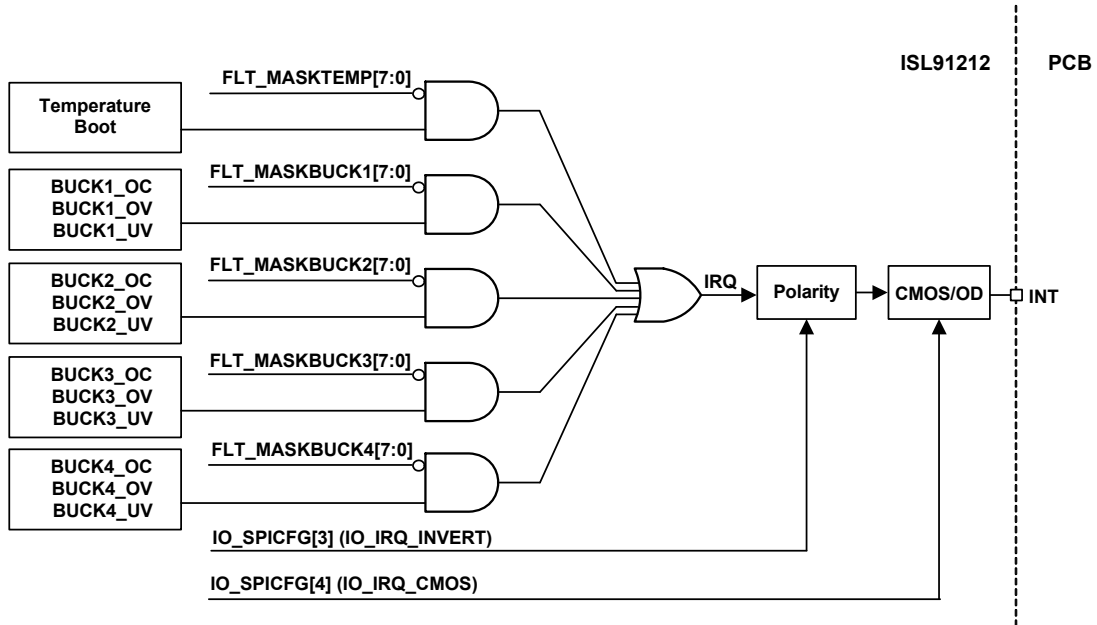 ISL91212
PCB
FLT_MASKTEMP[7:0]
Temperature
Boot
FLT_MASKBUCK1[7:0]
BUCK1_OC
BUCK1_OV
BUCK1_UV
FLT_MASKBUCK2[7:0]
BUCK2_OC
BUCK2_OV
BUCK2_UV
IRQ
Polarity
CMOS/OD
INT
FLT_MASKBUCK3[7:0]
BUCK3_OC
BUCK3_OV
BUCK3_UV
FLT_MASKBUCK4[7:0]
BUCK4_OC
BUCK4_OV
BUCK4_UV
IO_SPICFG[3] (IO_IRQ_INVERT)
IO_SPICFG[4] (IO_IRQ_CMOS)